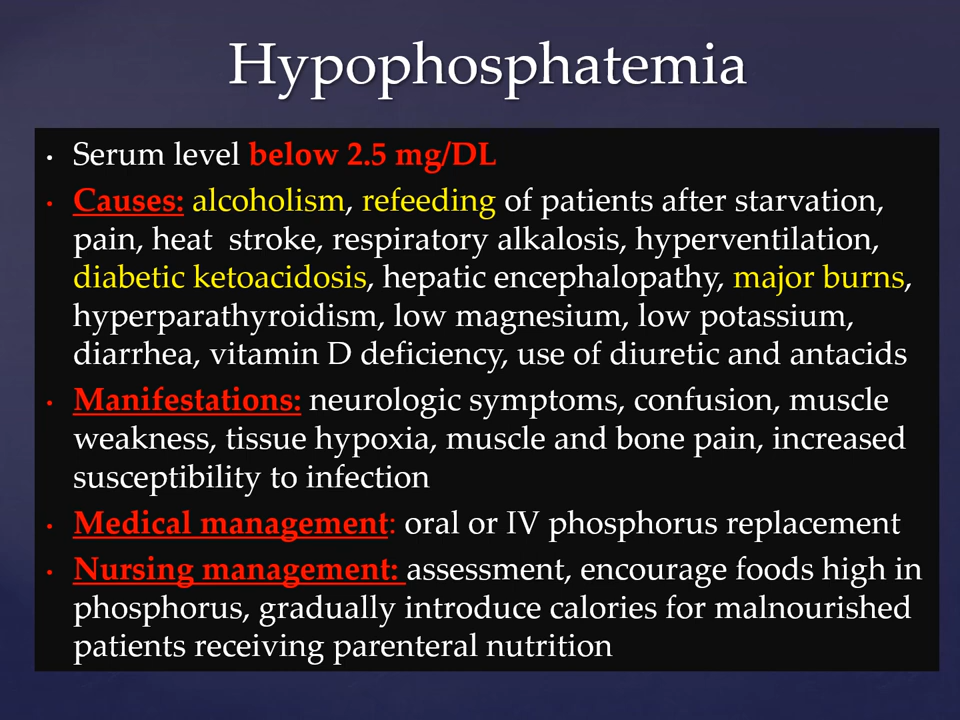 Hypophosphatemia
• Serum level below 2.5 mg/DL
• Causes: alcoholism, refeeding of patients after starvation,
pain, heat stroke, respiratory alkalosis, hyperventilation,
diabetic ketoacidosis, hepatic encephalopathy, major burns,
hyperparathyroidism, low magnesium, low potassium,
diarrhea, vitamin D deficiency, use of diuretic and antacids
• Manifestations: neurologic symptoms, confusion, muscle
weakness, tissue hypoxia, muscle and bone pain, increased
susceptibility to infection
• Medical management: oral or IV phosphorus replacement
• Nursing management: assessment, encourage foods high in
phosphorus, gradually introduce calories for malnourished
patients receiving parenteral nutrition